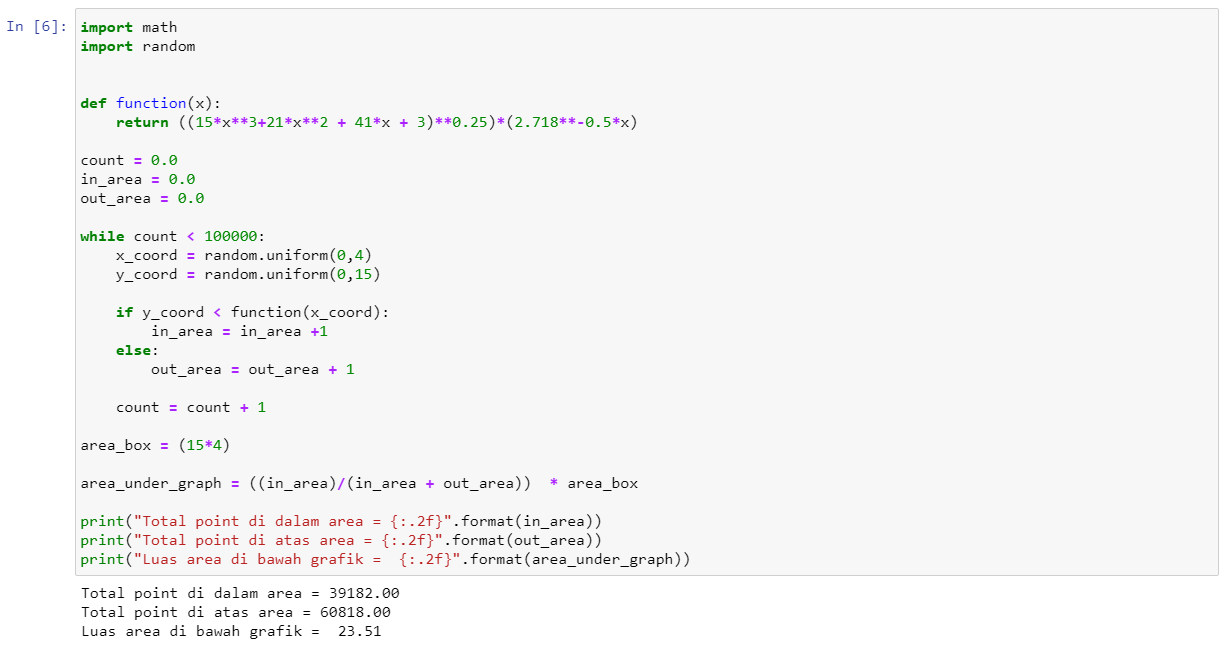 In [6]:
import math
import random
def function(x):
    return ((15*x**3+21*x**2 + 41*x + 3)**0.25)*(2.718**-0.5*x)
count = 0.0
in_area = 0.0
out_area = 0.0
while count < 100000:
    x_coord = random.uniform(0,4)
    y_coord = random.uniform(0,15)
    if y_coord < function(x_coord):
        in_area = in_area +1
    else:
        out_area = out_area + 1
    count = count + 1
area_box = (15*4)
area_under_graph = ((in_area)/(in_area + out_area))  * area_box
print("Total point di dalam area = {:.2f}".format(in_area))
print("Total point di atas area = {:.2f}".format(out_area))
print("Luas area di bawah grafik =  {:.2f}".format(area_under_graph))
Total point di dalam area = 39182.00
Total point di atas area = 60818.00
Luas area di bawah grafik =  23.51